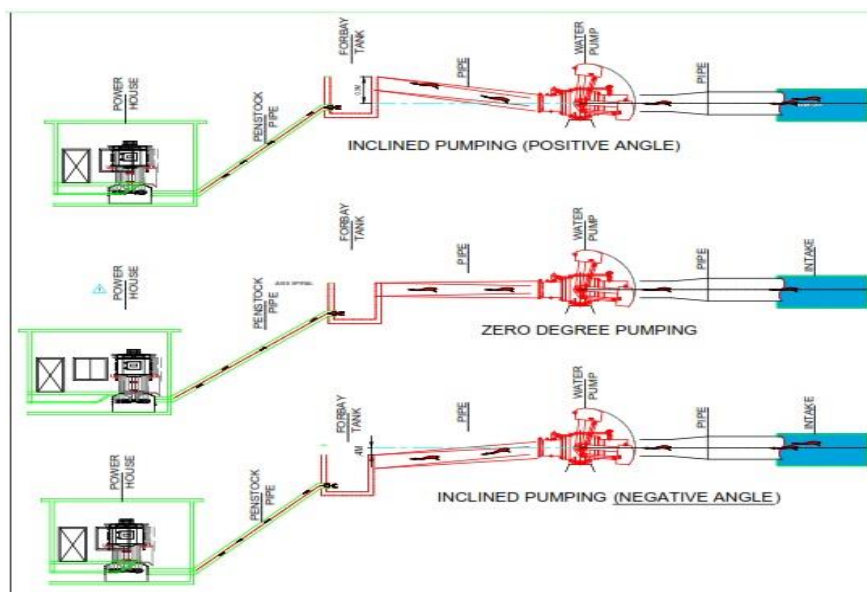 FORBAY
TANK
PIPE
WATER
PUMP
PIPE
POWER
HOUSE
PENSTOCK
PIPE
INCLINED PUMPING (POSITIVE ANGLE)
FORBAY
TANK
PIPE
WATER
PUMP
PIPE
INTAKE
POWER
HOUSE
PENSTOCK
PIPE
ZERO DEGREE PUMPING
FORBAY
TANK
PIPE
WATER
PUMP
PIPE
INTAKE
POWER
HOUSE
PENSTOCK
PIPE
INCLINED PUMPING (NEGATIVE ANGLE)